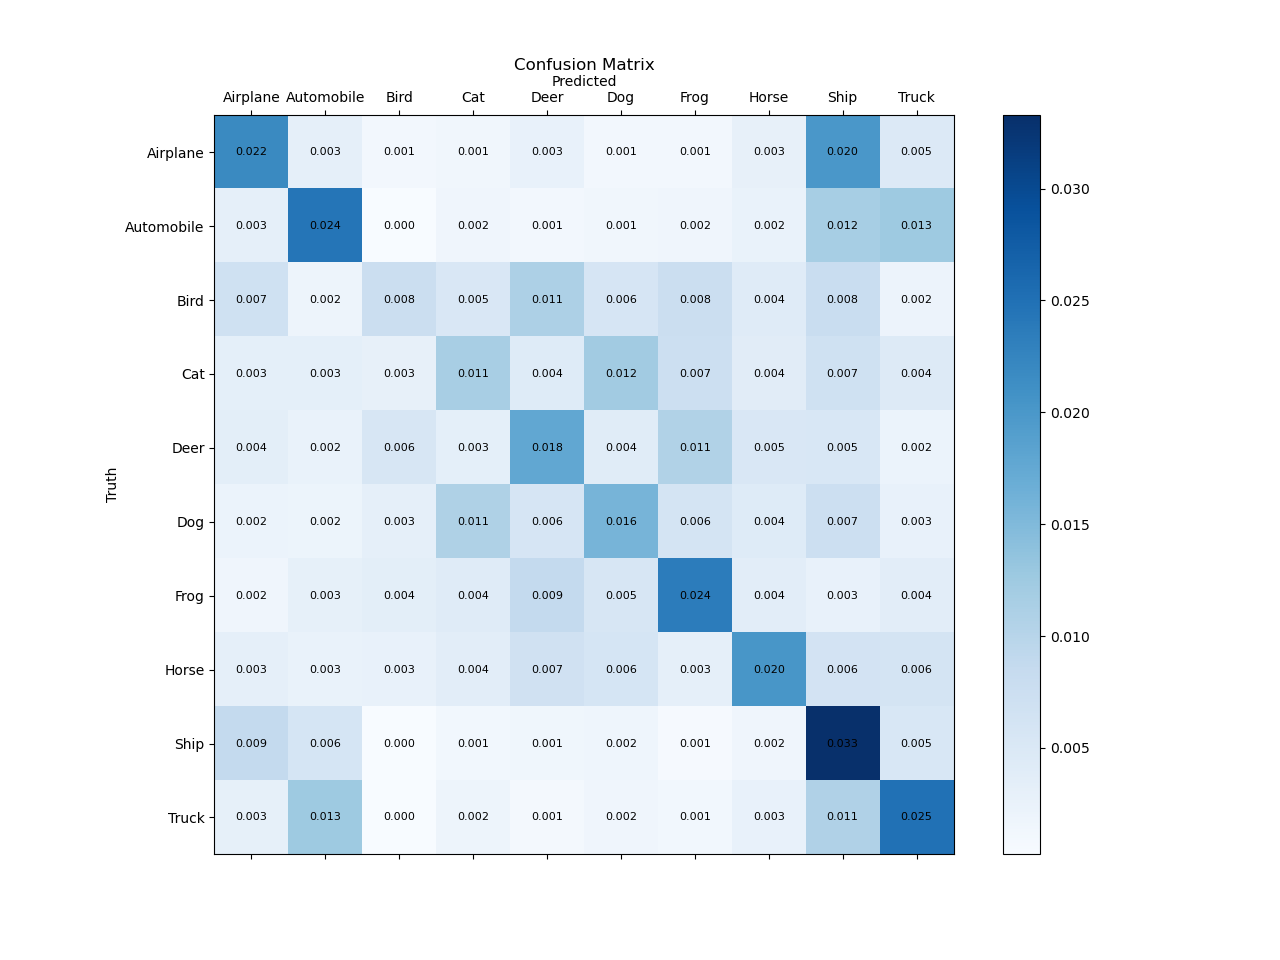 Confusion Matrix
Predicted
Airplane Automobile Bird Cat Deer Dog Frog Horse Ship Truck
Airplane 0.022 0.003 0.001 0.001 0.003 0.001 0.001 0.003 0.020 0.005
Automobile 0.003 0.024 0.000 0.002 0.001 0.001 0.002 0.002 0.012 0.013
Bird 0.007 0.002 0.008 0.005 0.011 0.006 0.008 0.004 0.008 0.002
Cat 0.003 0.003 0.003 0.011 0.004 0.012 0.007 0.004 0.007 0.004
Deer 0.004 0.002 0.006 0.003 0.018 0.004 0.011 0.005 0.005 0.002
Truth
Dog 0.002 0.002 0.003 0.011 0.006 0.016 0.006 0.004 0.007 0.003
Frog 0.002 0.003 0.004 0.004 0.009 0.005 0.024 0.004 0.003 0.004
Horse 0.003 0.003 0.003 0.004 0.007 0.006 0.003 0.020 0.006 0.006
Ship 0.009 0.006 0.000 0.001 0.001 0.002 0.001 0.002 0.033 0.005
Truck 0.003 0.013 0.000 0.002 0.001 0.002 0.001 0.003 0.011 0.025
0.030
0.025
0.020
0.015
0.010
0.005